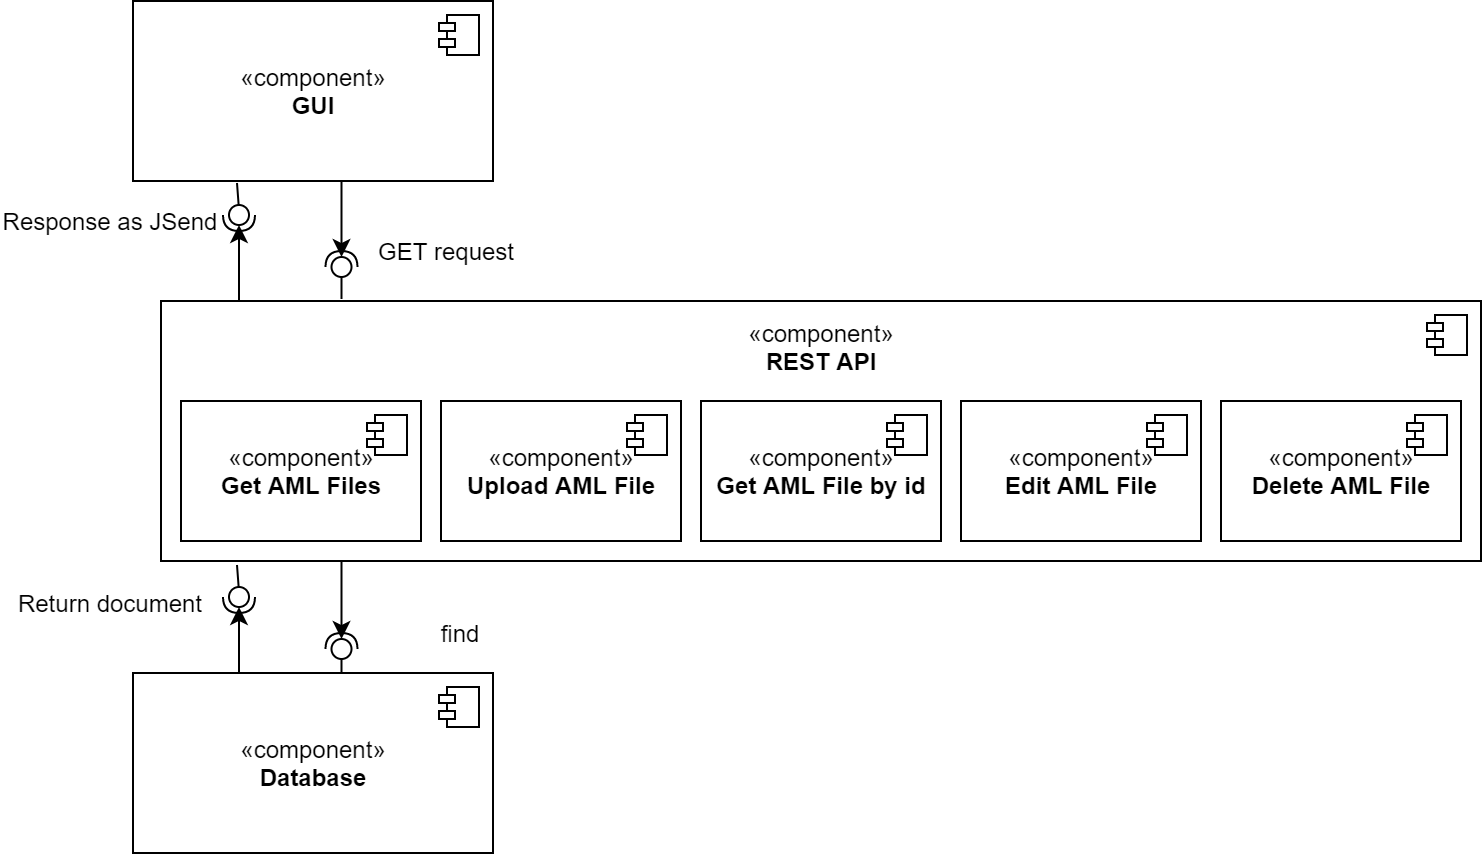 «component»
GUI
Response as JSend
GET request
«component»
REST API
«component»
Get AML Files
«component»
Upload AML File
«component»
Get AML File by id
«component»
Edit AML File
«component»
Delete AML File
Return document
find
«component»
Database